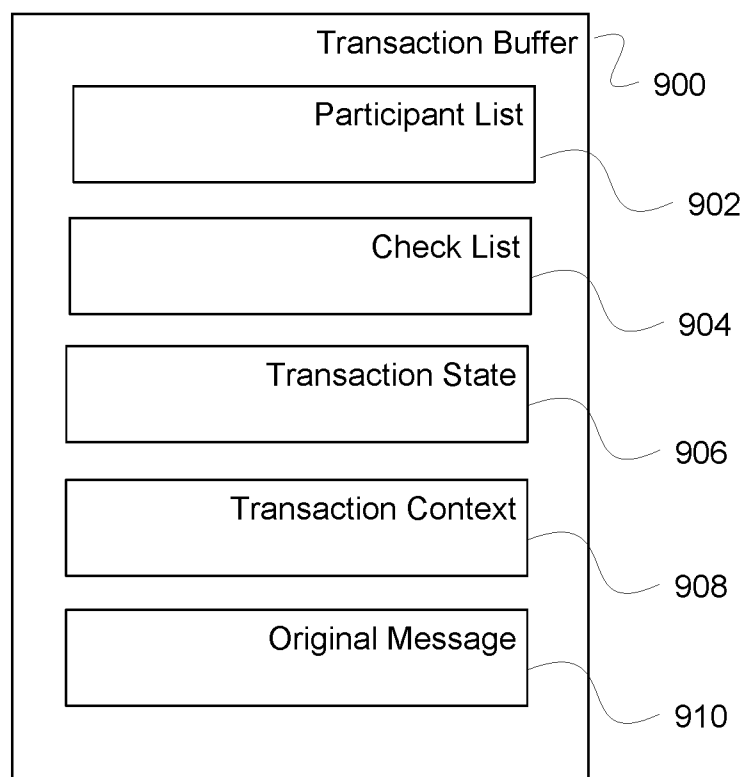 Transaction Buffer
900
Participant List
902
Check List
904
Transaction State
906
Transaction Context
908
Original Message
910